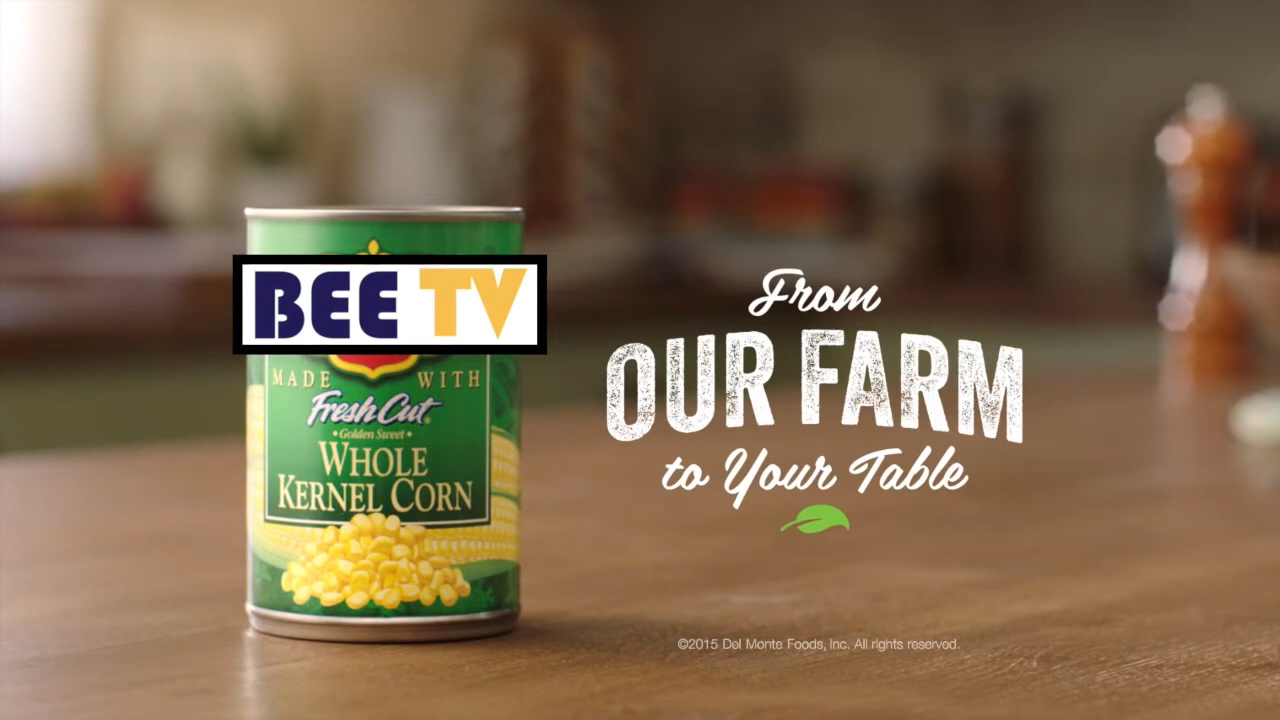 BEE TV
MADE WITH
Fresh Cut®
• Golden Sweet •
WHOLE
KERNEL CORN
From
OUR FARM
to Your Table
©2015 Del Monte Foods, Inc. All rights reserved.